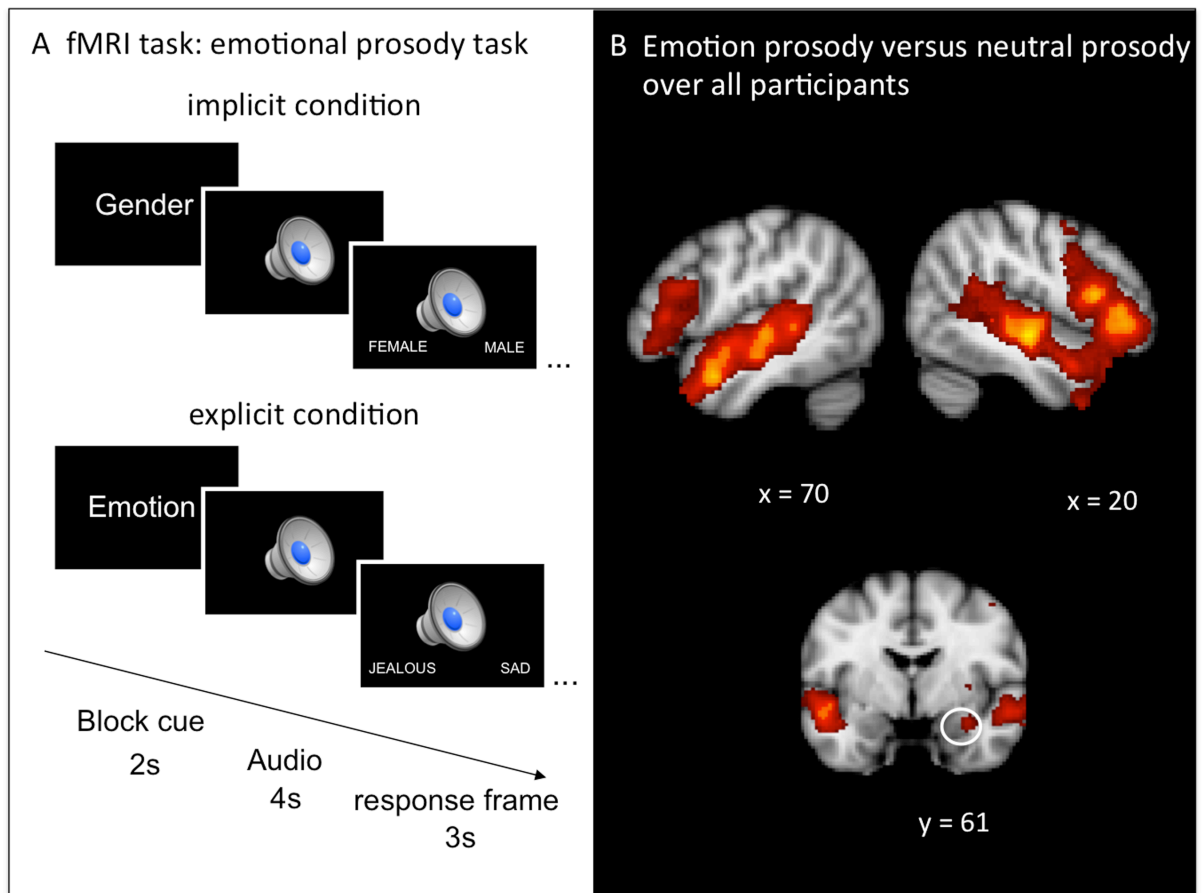 A fMRI task: emotional prosody task
implicit condition
Gender
FEMALE
MALE
...
explicit condition
Emotion
JEALOUS
SAD
...
Block cue
2s
Audio
4s
response frame
3s
B Emotion prosody versus neutral prosody
over all participants
x = 70
x = 20
y = 61